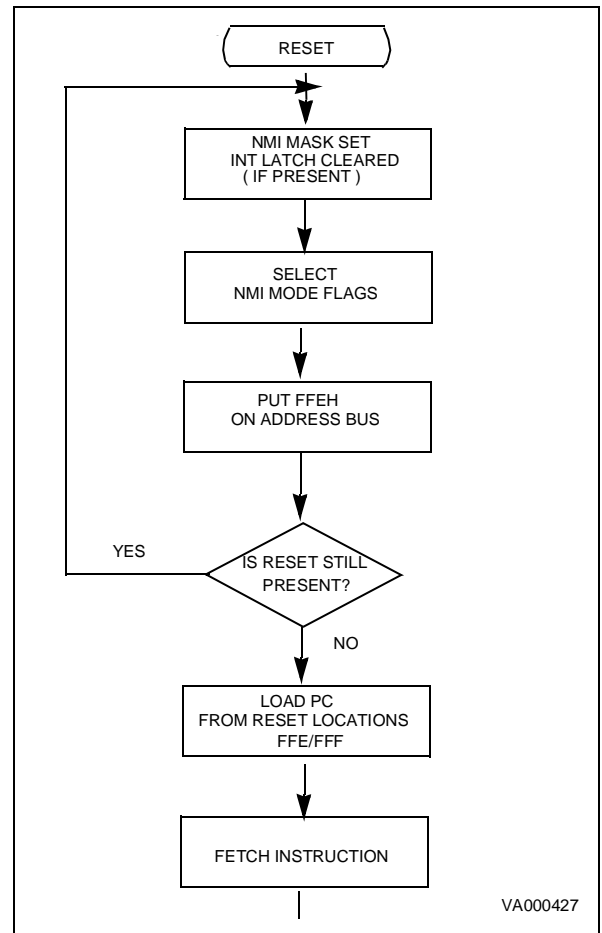 RESET
NMI MASK SET
INT LATCH CLEARED
( IF PRESENT )
SELECT
NMI MODE FLAGS
PUT FFEH
ON ADDRESS BUS
YES
IS RESET STILL
PRESENT?
NO
LOAD PC
FROM RESET LOCATIONS
FFE/FFF
FETCH INSTRUCTION
VA000427